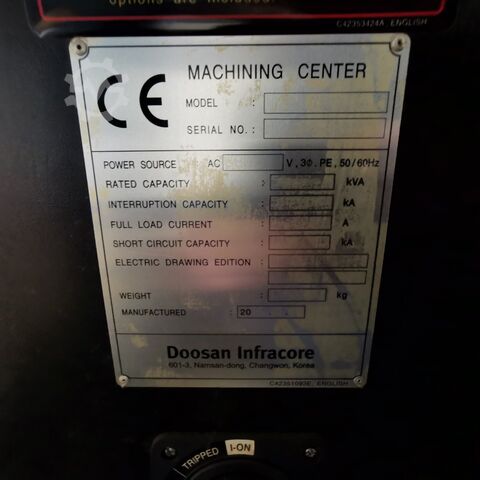 options are included.
C42353424A ENGLISH
CE
MACHINING CENTER
MODEL :
SERIAL NO. :
POWER SOURCE : AC V, 3Φ, PE, 50/60Hz
RATED CAPACITY : kVA
INTERRUPTION CAPACITY : kA
FULL LOAD CURRENT : A
SHORT CIRCUIT CAPACITY : kA
ELECTRIC DRAWING EDITION :
WEIGHT : kg
MANUFACTURED : 20 . .
Doosan Infracore
601-3, Namsan-dong, Changwon, Korea
C42351093E, ENGLISH
TRIPPED I-ON